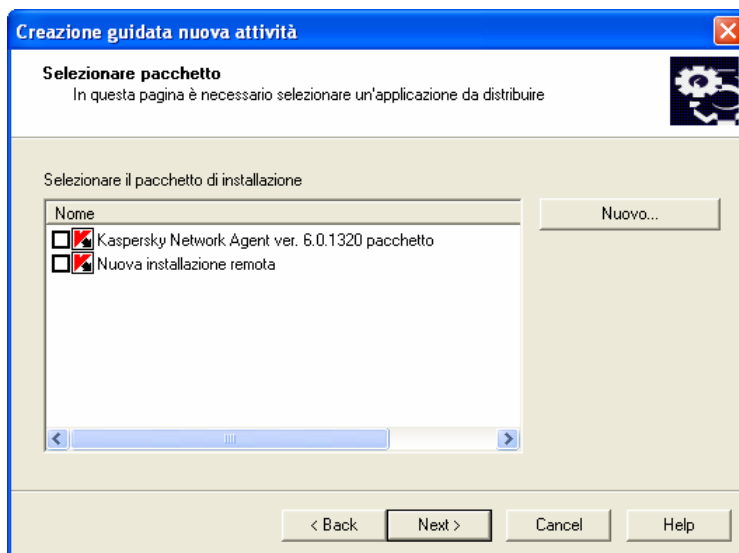 Creazione guidata nuova attività
Selezionare pacchetto
In questa pagina è necessario selezionare un'applicazione da distribuire
Selezionare il pacchetto di installazione
Nome
Nuovo...
Kaspersky Network Agent ver. 6.0.1320 pacchetto
Nuova installazione remota
< Back
Next >
Cancel
Help